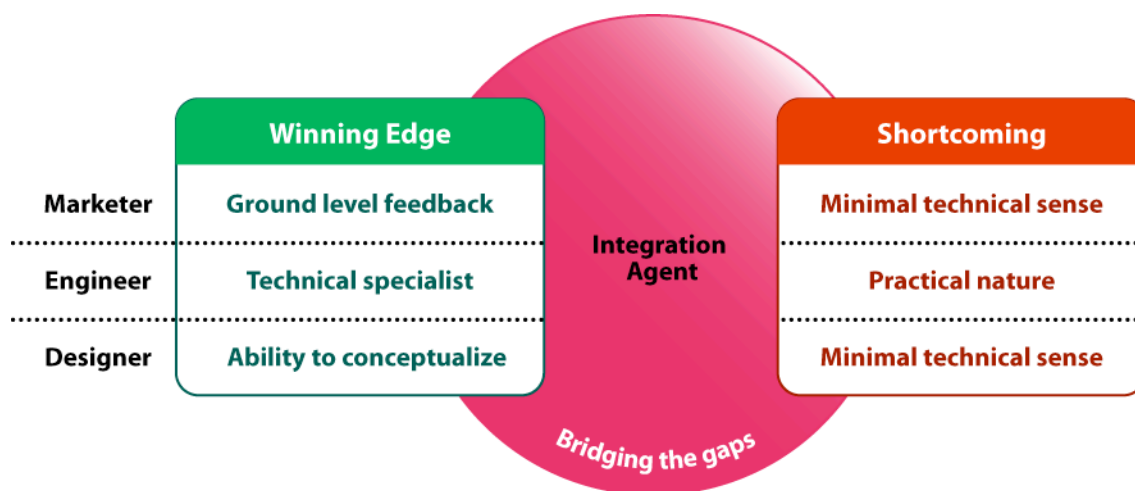 Winning Edge
Shortcoming
Marketer
Ground level feedback
Minimal technical sense
Integration
Agent
Engineer
Technical specialist
Practical nature
Designer
Ability to conceptualize
Minimal technical sense
Bridging the gaps